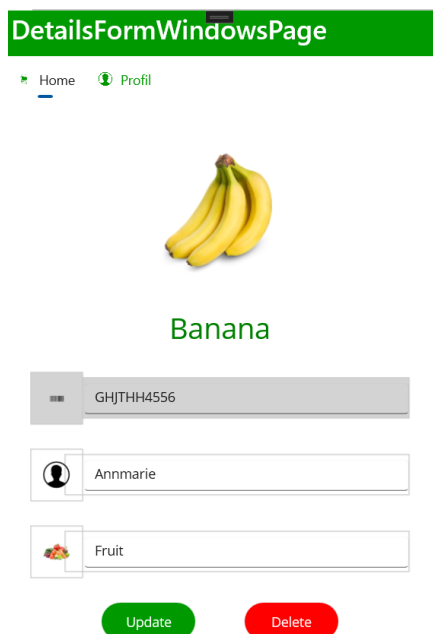 DetailsFormWindowsPage
Home Profil
Banana
GHJTHH4556
Annmarie
Fruit
Update Delete